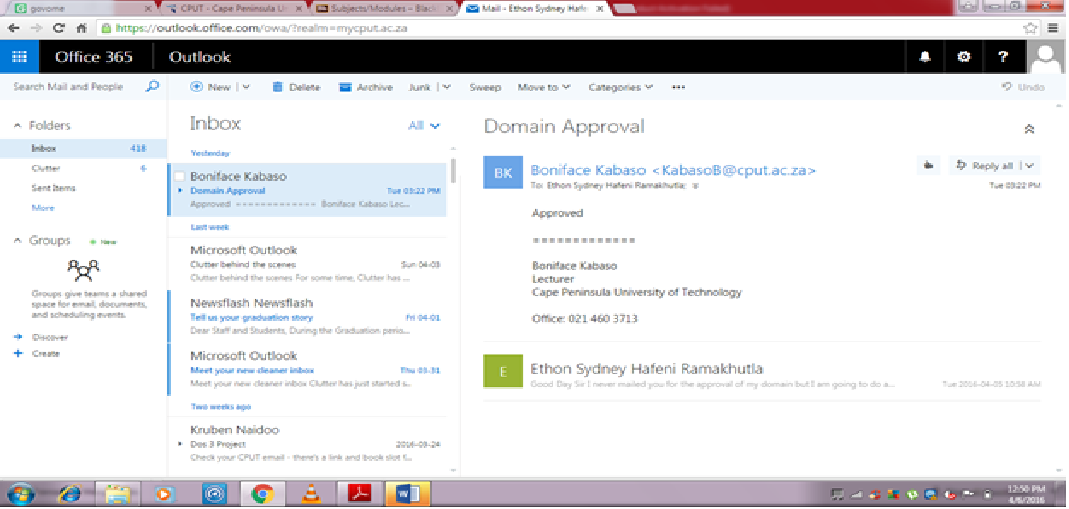 govome
CPUT - Cape Peninsula U
Subjects/Modules – Black
Mail - Ethon Sydney Hafe
https://outlook.office.com/owa/?realm=mycput.ac.za
Office 365
Outlook
Search Mail and People
New
Delete
Archive
Junk
Sweep
Move to
Categories
Undo
Folders
Inbox 418
Clutter 6
Sent Items
More
Groups
New
Groups give teams a shared
space for email, documents,
and scheduling events.
Discover
Create
Inbox
All
Yesterday
Boniface Kabaso
Domain Approval Tue 03:22 PM
Approved ============= Boniface Kabaso Lec...
Last week
Microsoft Outlook
Clutter behind the scenes Sun 04-03
Clutter behind the scenes For some time, Clutter has ...
Newsflash Newsflash
Tell us your graduation story Fri 04-01
Dear Staff and Students, During the Graduation perio...
Microsoft Outlook
Meet your new cleaner inbox Thu 03-31
Meet your new cleaner inbox Clutter has just started s...
Two weeks ago
Kruben Naidoo
Dos 3 Project 2016-03-24
Check your CPUT email - there's a link and book slot f...
Domain Approval
BK
Boniface Kabaso <KabasoB@cput.ac.za>
Reply all
To: Ethon Sydney Hafeni Ramakhutla;
Tue 03:22 PM
Approved
=============
Boniface Kabaso
Lecturer
Cape Peninsula University of Technology
Office: 021 460 3713
E
Ethon Sydney Hafeni Ramakhutla
Good Day Sir I never mailed you for the approval of my domain but I am going to do a...
Tue 2016-04-05 10:58 AM
12:50 PM
4/6/2016